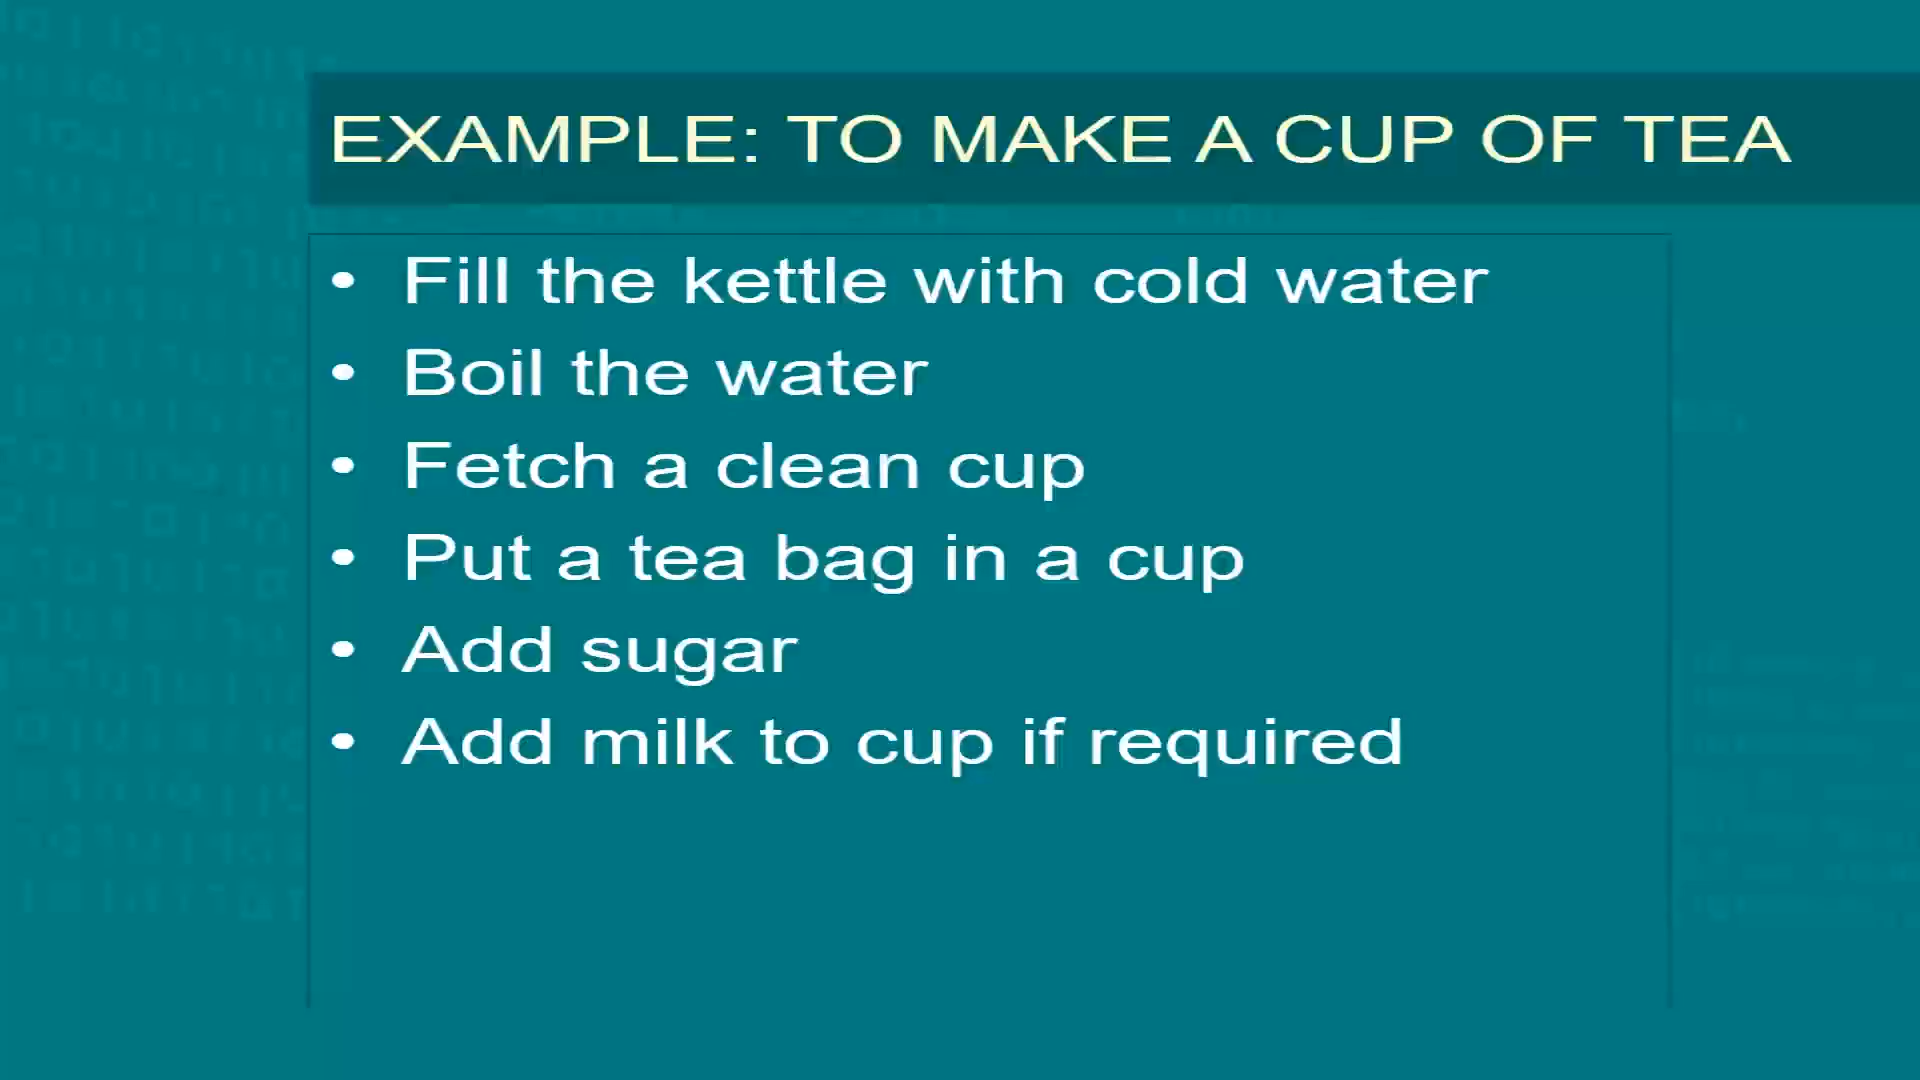 EXAMPLE: TO MAKE A CUP OF TEA
• Fill the kettle with cold water
• Boil the water
• Fetch a clean cup
• Put a tea bag in a cup
• Add sugar
• Add milk to cup if required